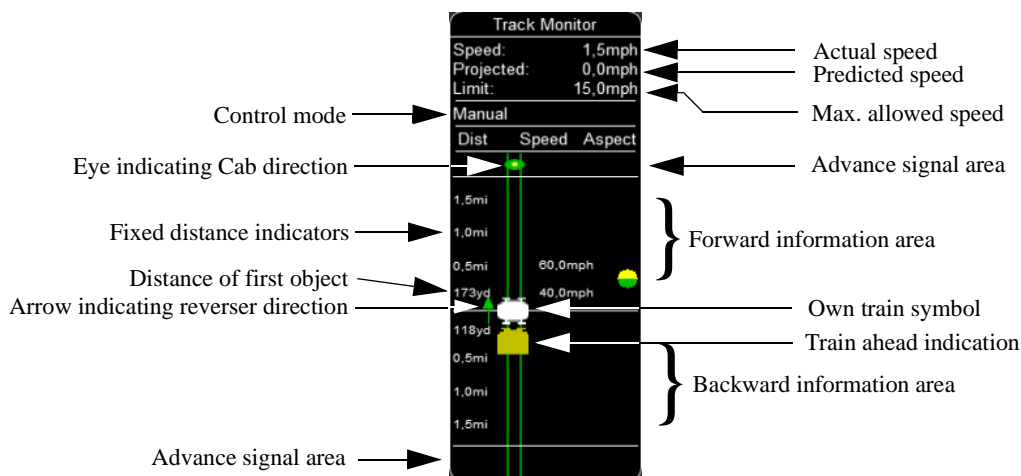 Track Monitor
Speed: 1,5mph
Projected: 0,0mph
Limit: 15,0mph
Manual
Dist Speed Aspect
1,5mi
1,0mi
0,5mi 60,0mph
173yd 40,0mph
118yd
0,5mi
1,0mi
1,5mi
Control mode
Eye indicating Cab direction
Fixed distance indicators
Distance of first object
Arrow indicating reverser direction
Advance signal area
Actual speed
Predicted speed
Max. allowed speed
Advance signal area
Forward information area
Own train symbol
Train ahead indication
Backward information area